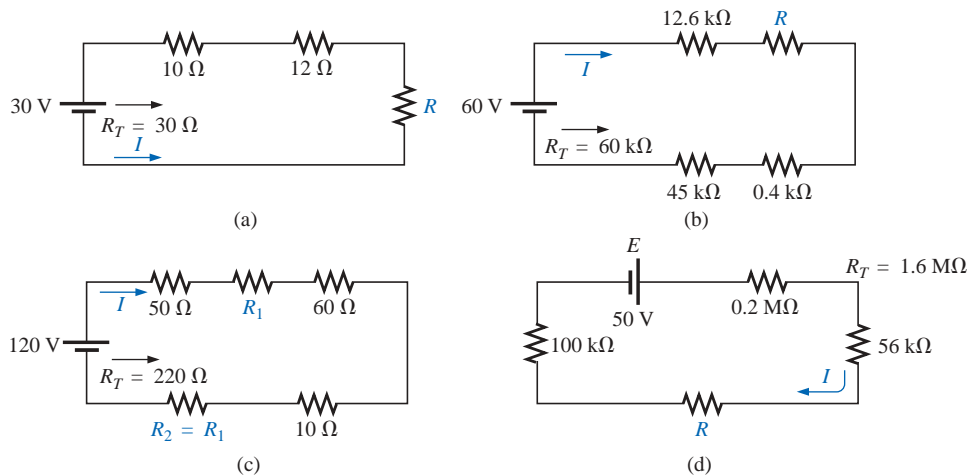 10 Ω
12 Ω
30 V
R
R_T = 30 Ω
I
(a)
12.6 kΩ
R
I
60 V
R_T = 60 kΩ
45 kΩ
0.4 kΩ
(b)
I
50 Ω
R_1
60 Ω
120 V
R_T = 220 Ω
R_2 = R_1
10 Ω
(c)
E
R_T = 1.6 MΩ
50 V
0.2 MΩ
100 kΩ
56 kΩ
I
R
(d)